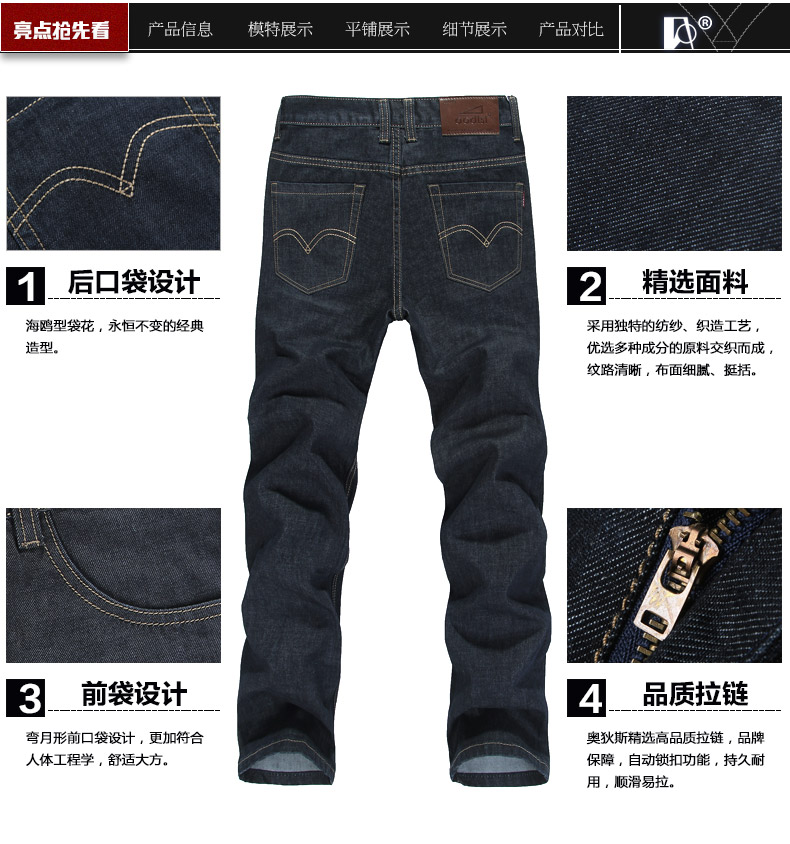 亮点抢先看 产品信息 模特展示 平铺展示 细节展示 产品对比 ®
1 后口袋设计
海鸥型袋花，永恒不变的经典
造型。
2 精选面料
采用独特的纺纱、织造工艺，
优选多种成分的原料交织而成，
纹路清晰，布面细腻、挺括。
3 前袋设计
弯月形前口袋设计，更加符合
人体工程学，舒适大方。
4 品质拉链
奥狄斯精选高品质拉链，品牌
保障，自动锁扣功能，持久耐
用，顺滑易拉。